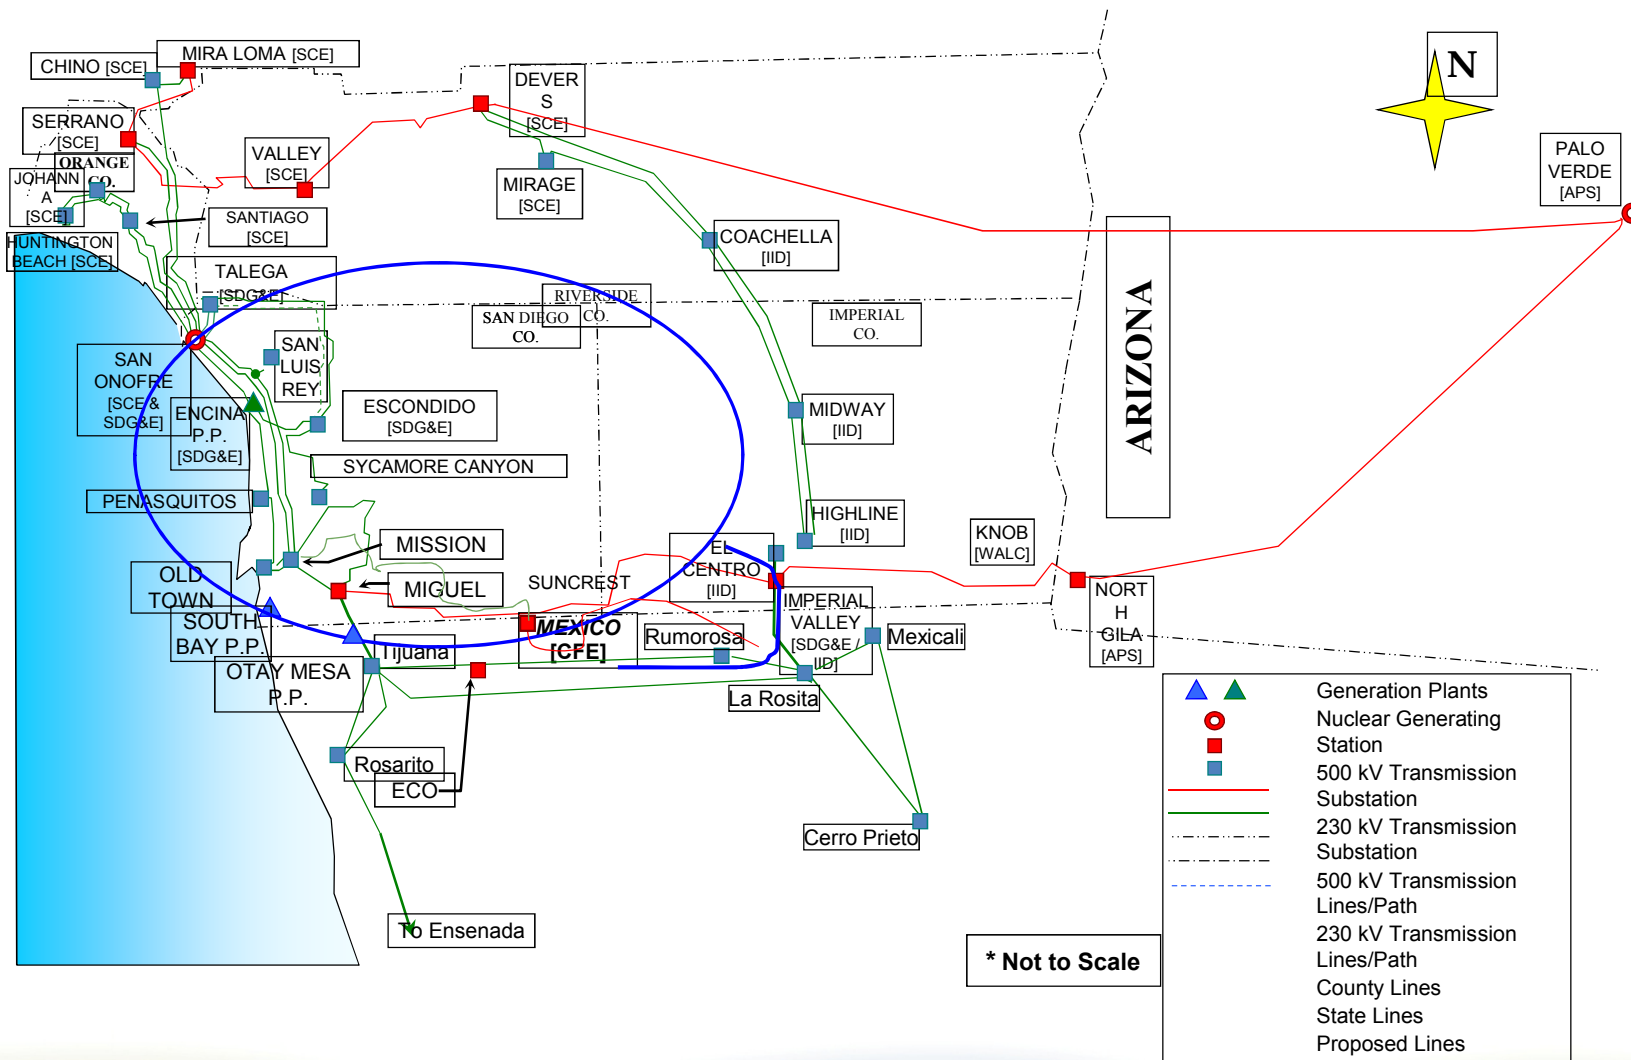 MIRA LOMA [SCE]
CHINO [SCE]
N
DEVER
S
[SCE]
SERRANO
[SCE]
ORANGE
CO.
VALLEY
[SCE]
PALO
VERDE
[APS]
JOHANN
A
[SCE]
MIRAGE
[SCE]
SANTIAGO
[SCE]
HUNTINGTON
BEACH [SCE]
COACHELLA
[IID]
TALEGA
[SDG&E]
RIVERSIDE
CO.
SAN DIEGO
CO.
IMPERIAL
CO.
ARIZONA
SAN
LUIS
REY
SAN
ONOFRE
[SCE &
SDG&E]
ENCINA
P.P.
[SDG&E]
ESCONDIDO
[SDG&E]
MIDWAY
[IID]
SYCAMORE CANYON
PENASQUITOS
HIGHLINE
[IID]
KNOB
[WALC]
MISSION
EL
CENTRO
[IID]
OLD
TOWN
MIGUEL
SUNCREST
NORT
H
GILA
[APS]
IMPERIAL
VALLEY
[SDG&E /
IID]
SOUTH
BAY P.P.
MEXICO
[CFE]
Rumorosa
Mexicali
Tijuana
OTAY MESA
P.P.
La Rosita
Rosarito
ECO
Cerro Prieto
To Ensenada
* Not to Scale
Generation Plants
Nuclear Generating
Station
500 kV Transmission
Substation
230 kV Transmission
Substation
500 kV Transmission
Lines/Path
230 kV Transmission
Lines/Path
County Lines
State Lines
Proposed Lines